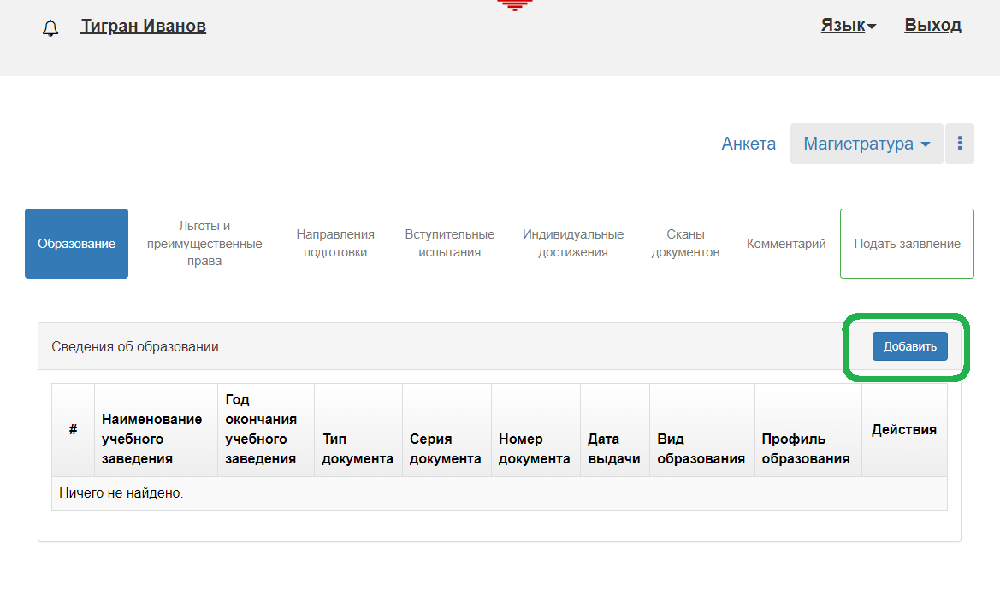 Тигран Иванов
Язык
Выход
Анкета
Магистратура
Образование
Льготы и
преимущественные
права
Направления
подготовки
Вступительные
испытания
Индивидуальные
достижения
Сканы
документов
Комментарий
Подать заявление
Сведения об образовании
Добавить
#
Наименование
учебного
заведения
Год
окончания
учебного
заведения
Тип
документа
Серия
документа
Номер
документа
Дата
выдачи
Вид
образования
Профиль
образования
Действия
Ничего не найдено.